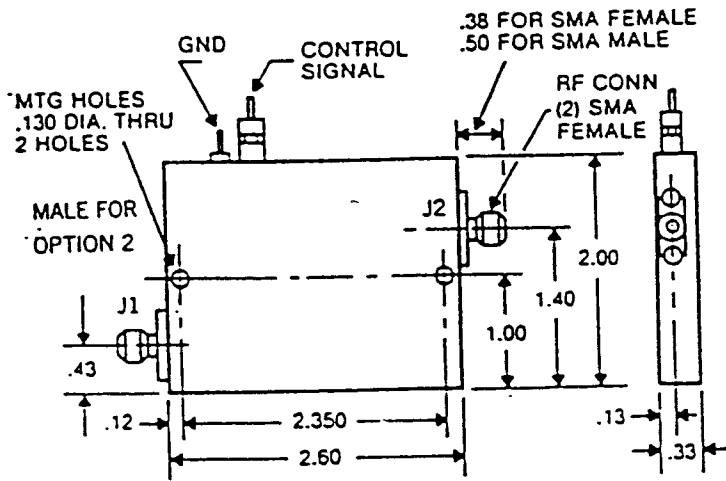 .38 FOR SMA FEMALE
.50 FOR SMA MALE
GND
CONTROL
SIGNAL
RF CONN
(2) SMA
FEMALE
MTG HOLES
.130 DIA. THRU
2 HOLES
MALE FOR
OPTION 2
J2
J1
2.00
1.40
1.00
.43
.12
2.350
2.60
.13
.33